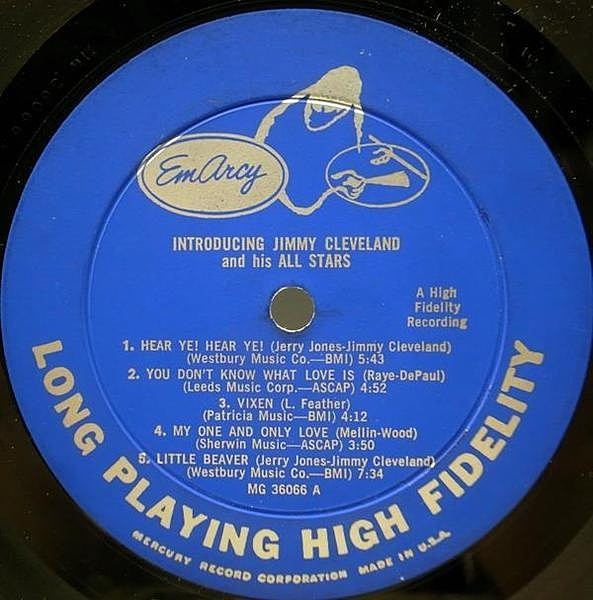 EmArcy
INTRODUCING JIMMY CLEVELAND
and his ALL STARS
A High
Fidelity
Recording
1. HEAR YE! HEAR YE! (Jerry Jones-Jimmy Cleveland)
(Westbury Music Co.—BMI) 5:43
2. YOU DON'T KNOW WHAT LOVE IS (Raye-DePaul)
(Leeds Music Corp.—ASCAP) 4:52
3. VIXEN (L. Feather)
(Patricia Music—BMI) 4:12
4. MY ONE AND ONLY LOVE (Mellin-Wood)
(Sherwin Music—ASCAP) 3:50
5. LITTLE BEAVER (Jerry Jones-Jimmy Cleveland)
(Westbury Music Co.—BMI) 7:34
MG 36066 A
LONG PLAYING HIGH FIDELITY
MERCURY RECORD CORPORATION MADE IN U.S.A.